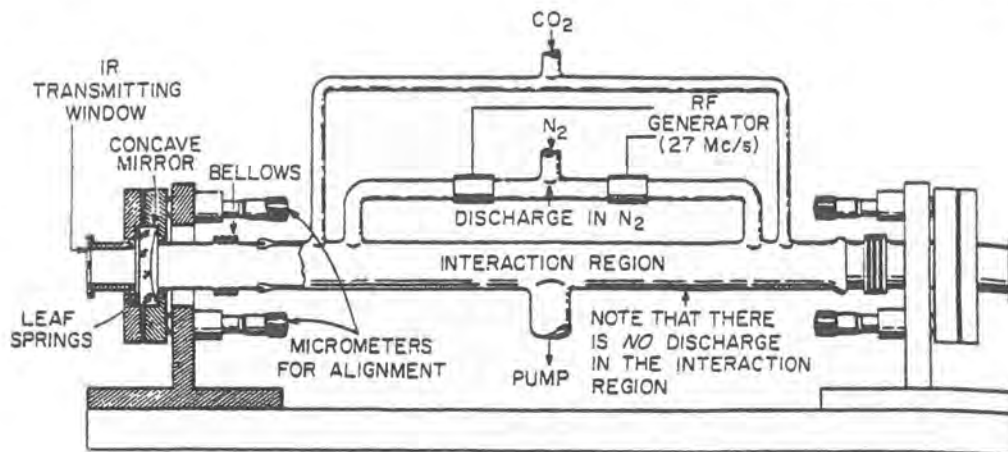 CO2
IR
TRANSMITTING
WINDOW
CONCAVE
MIRROR
BELLOWS
N2
RF
GENERATOR
(27 Mc/s)
DISCHARGE IN N2
INTERACTION REGION
LEAF
SPRINGS
MICROMETERS
FOR ALIGNMENT
PUMP
NOTE THAT THERE
IS NO DISCHARGE
IN THE INTERACTION
REGION